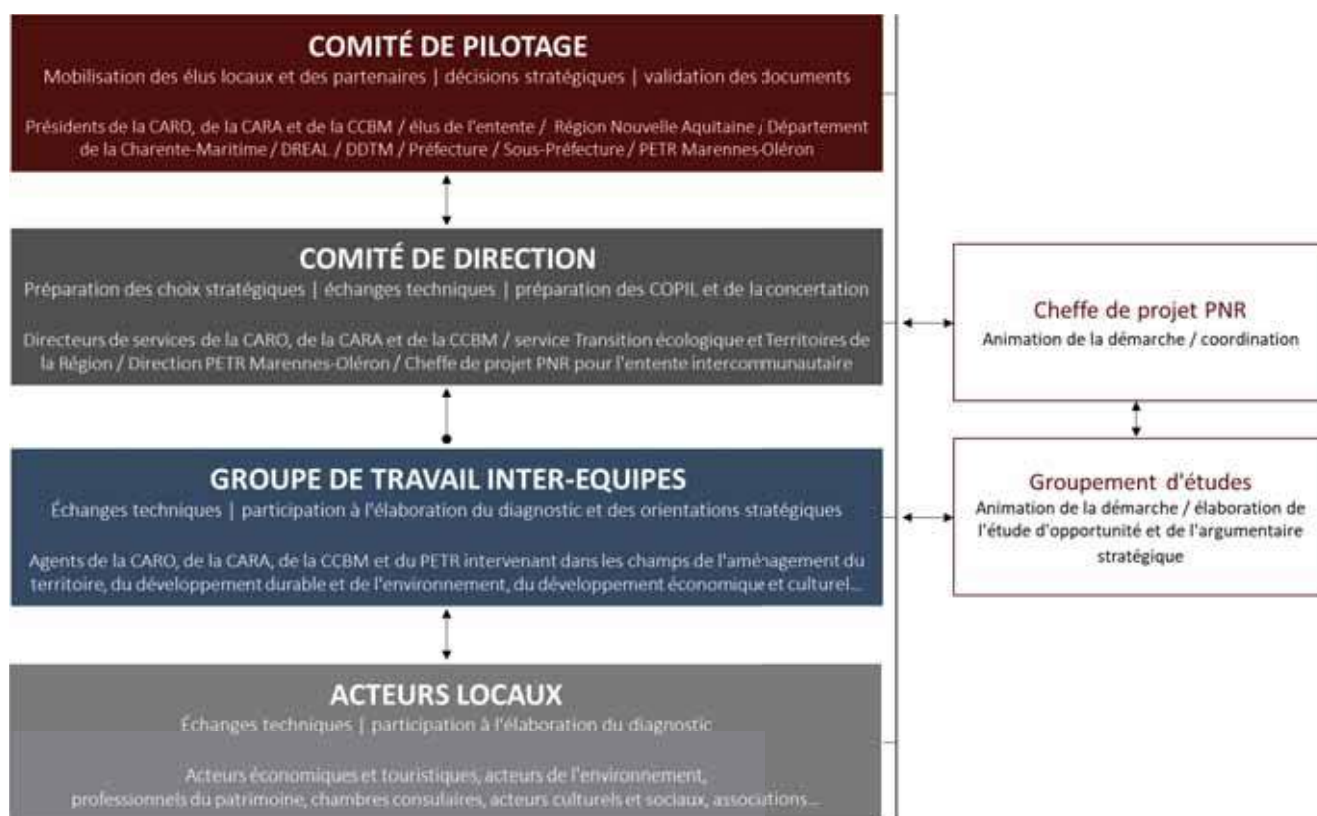 COMITÉ DE PILOTAGE
Mobilisation des élus locaux et des partenaires | décisions stratégiques | validation des documents
Présidents de la CARO, de la CARA et de la CCBM / élus de l'entente / Région Nouvelle Aquitaine / Département
de la Charente-Maritime / DREAL / DDTM / Préfecture / Sous-Préfecture / PETR Marennes-Oléron
COMITÉ DE DIRECTION
Préparation des choix stratégiques | échanges techniques | préparation des COPIL et de la concertation
Directeurs de services de la CARO, de la CARA et de la CCBM / service Transition écologique et Territoires de
la Région / Direction PETR Marennes-Oléron / Cheffe de projet PNR pour l'entente intercommunautaire
Cheffe de projet PNR
Animation de la démarche / coordination
GROUPE DE TRAVAIL INTER-EQUIPES
Échanges techniques | participation à l'élaboration du diagnostic et des orientations stratégiques
Agents de la CARO, de la CARA, de la CCBM et du PETR intervenant dans les champs de l'aménagement du
territoire, du développement durable et de l'environnement, du développement économique et culturel...
Groupement d'études
Animation de la démarche / élaboration de
l'étude d'opportunité et de l'argumentaire
stratégique
ACTEURS LOCAUX
Échanges techniques | participation à l'élaboration du diagnostic
Acteurs économiques et touristiques, acteurs de l'environnement,
professionnels du patrimoine, chambres consulaires, acteurs culturels et sociaux, associations...